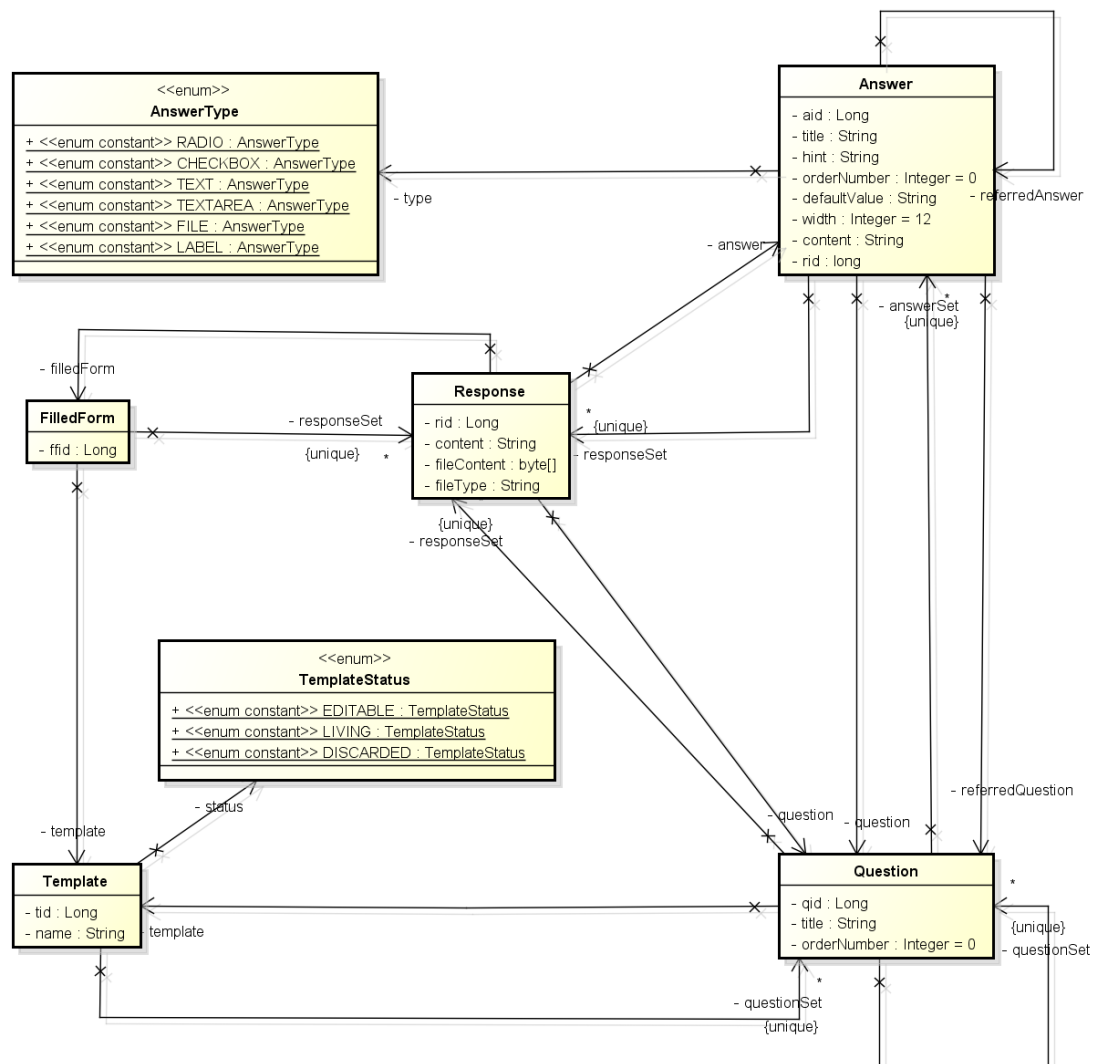 <<enum>>
AnswerType
+ <<enum constant>> RADIO : AnswerType
+ <<enum constant>> CHECKBOX : AnswerType
+ <<enum constant>> TEXT : AnswerType
+ <<enum constant>> TEXTAREA : AnswerType
+ <<enum constant>> FILE : AnswerType
+ <<enum constant>> LABEL : AnswerType
- type
Answer
- aid : Long
- title : String
- hint : String
- orderNumber : Integer = 0
- defaultValue : String
- width : Integer = 12
- content : String
- rid : long
- referredAnswer
- answer
- answerSet
*
{unique}
- filledForm
FilledForm
- ffid : Long
- responseSet
{unique}
*
Response
- rid : Long
- content : String
- fileContent : byte[]
- fileType : String
*
{unique}
- responseSet
{unique}
- responseSet
<<enum>>
TemplateStatus
+ <<enum constant>> EDITABLE : TemplateStatus
+ <<enum constant>> LIVING : TemplateStatus
+ <<enum constant>> DISCARDED : TemplateStatus
- status
- template
Template
- tid : Long
- name : String
- template
- question
- question
- referredQuestion
Question
- qid : Long
- title : String
- orderNumber : Integer = 0
*
{unique}
- questionSet
*
- questionSet
{unique}